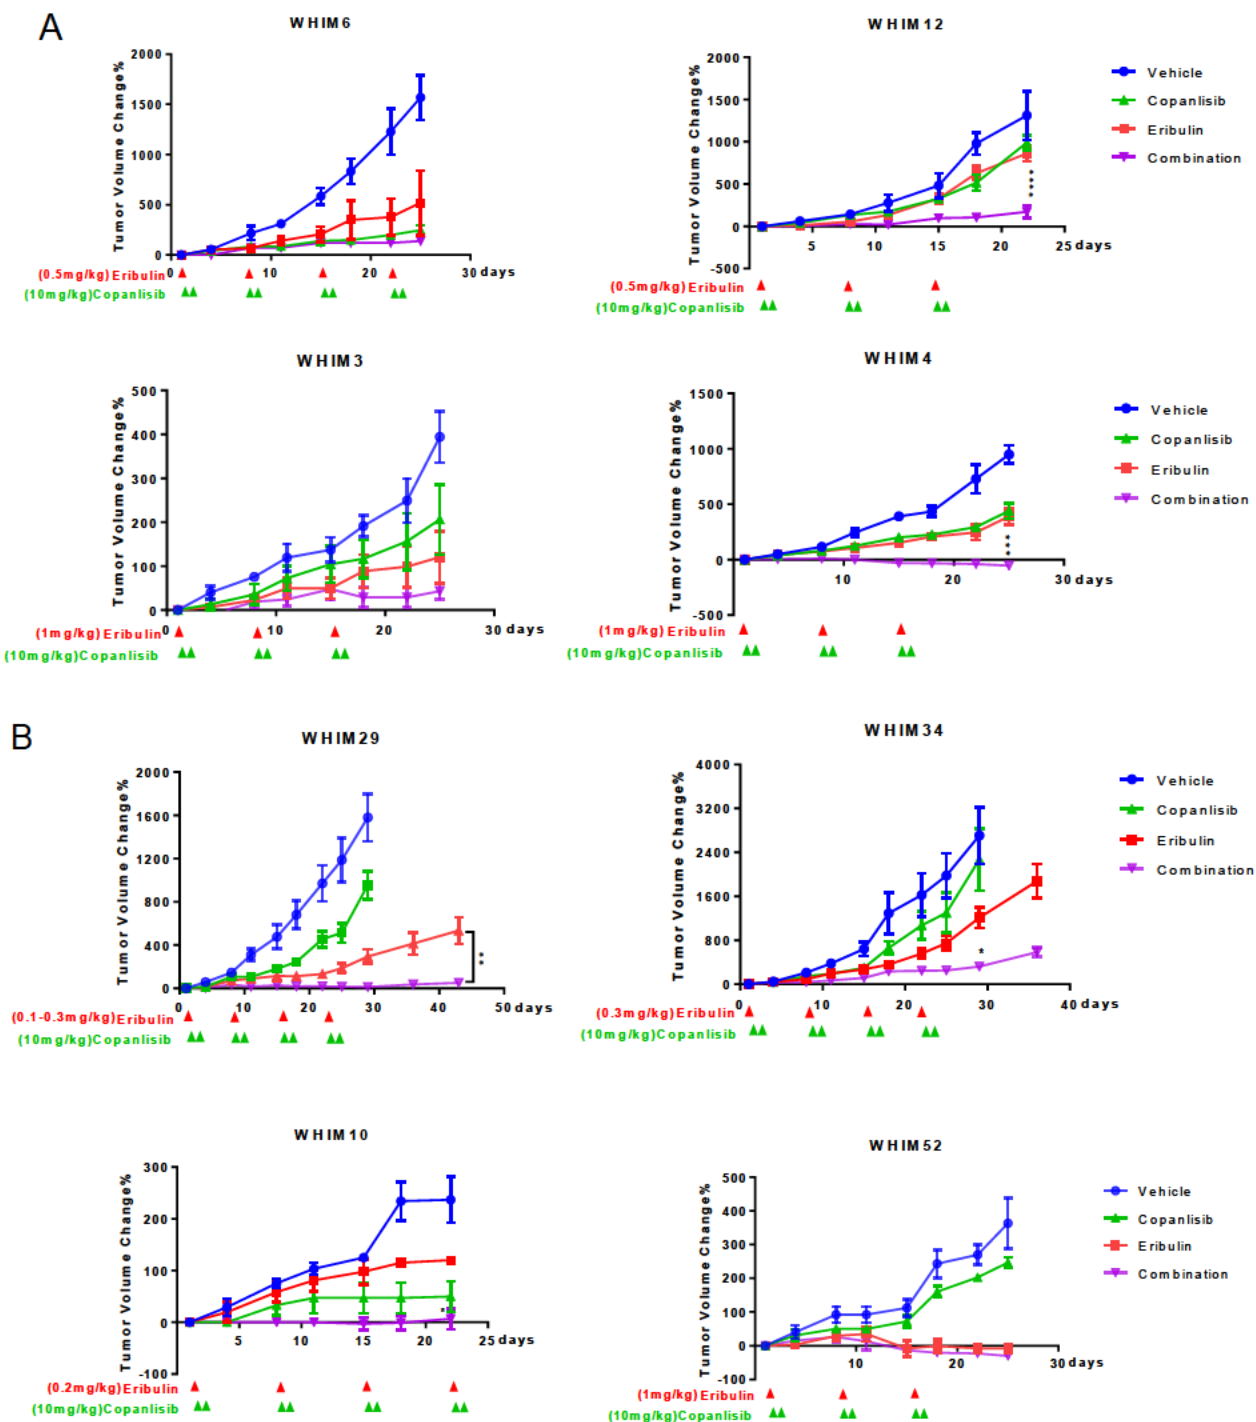 A
WHIM6
Tumor Volume Change%
2000
1500
1000
500
0
0
10
20
30
days
(0.5mg/kg) Eribulin
(10mg/kg)Copanlisib
WHIM12
Tumor Volume Change%
2000
1500
1000
500
0
-500
5
10
15
20
25
days
****
(0.5mg/kg)Eribulin
(10mg/kg)Copanlisib
Vehicle
Copanlisib
Eribulin
Combination
WHIM3
Tumor Volume Change%
500
400
300
200
100
0
0
10
20
30
days
(1mg/kg) Eribulin
(10mg/kg)Copanlisib
WHIM4
Tumor Volume Change%
1500
1000
500
0
-500
10
20
30
days
***
(1mg/kg) Eribulin
(10mg/kg)Copanlisib
Vehicle
Copanlisib
Eribulin
Combination
B
WHIM29
Tumor Volume Change%
2000
1600
1200
800
400
0
0
10
20
30
40
50
days
**
(0.1-0.3mg/kg)Eribulin
(10mg/kg)Copanlisib
WHIM34
Tumor Volume Change%
4000
3200
2400
1600
800
0
0
10
20
30
40
days
*
(0.3mg/kg)Eribulin
(10mg/kg)Copanlisib
Vehicle
Copanlisib
Eribulin
Combination
WHIM10
Tumor Volume Change%
300
200
100
0
-100
5
10
15
20
25
days
(0.2mg/kg)Eribulin
(10mg/kg)Copanlisib
WHIM52
Tumor Volume Change%
500
400
300
200
100
0
-100
10
20
30
days
(1mg/kg)Eribulin
(10mg/kg)Copanlisib
Vehicle
Copanlisib
Eribulin
Combination